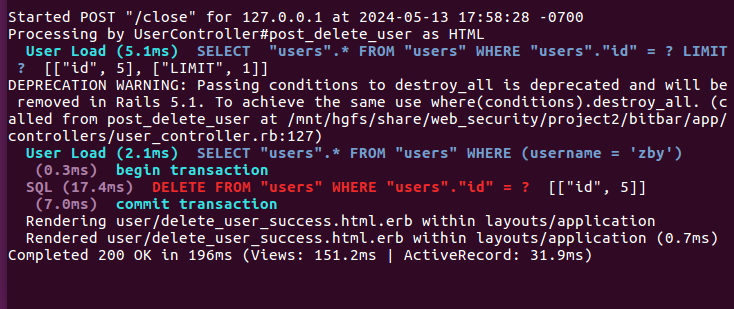 Started POST "/close" for 127.0.0.1 at 2024-05-13 17:58:28 -0700
Processing by UserController#post_delete_user as HTML
  User Load (5.1ms)  SELECT  "users".* FROM "users" WHERE "users"."id" = ? LIMIT
 ?  [["id", 5], ["LIMIT", 1]]
DEPRECATION WARNING: Passing conditions to destroy_all is deprecated and will be
 removed in Rails 5.1. To achieve the same use where(conditions).destroy_all. (c
alled from post_delete_user at /mnt/hgfs/share/web_security/project2/bitbar/app/
controllers/user_controller.rb:127)
  User Load (2.1ms)  SELECT "users".* FROM "users" WHERE (username = 'zby')
   (0.3ms)  begin transaction
  SQL (17.4ms)  DELETE FROM "users" WHERE "users"."id" = ?  [["id", 5]]
   (7.0ms)  commit transaction
  Rendering user/delete_user_success.html.erb within layouts/application
  Rendered user/delete_user_success.html.erb within layouts/application (0.7ms)
Completed 200 OK in 196ms (Views: 151.2ms | ActiveRecord: 31.9ms)